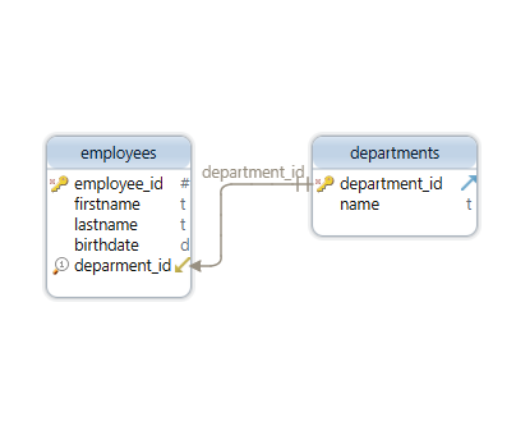 employees
employee_id #
firstname t
lastname t
birthdate d
deparment_id
department_id
departments
department_id
name t